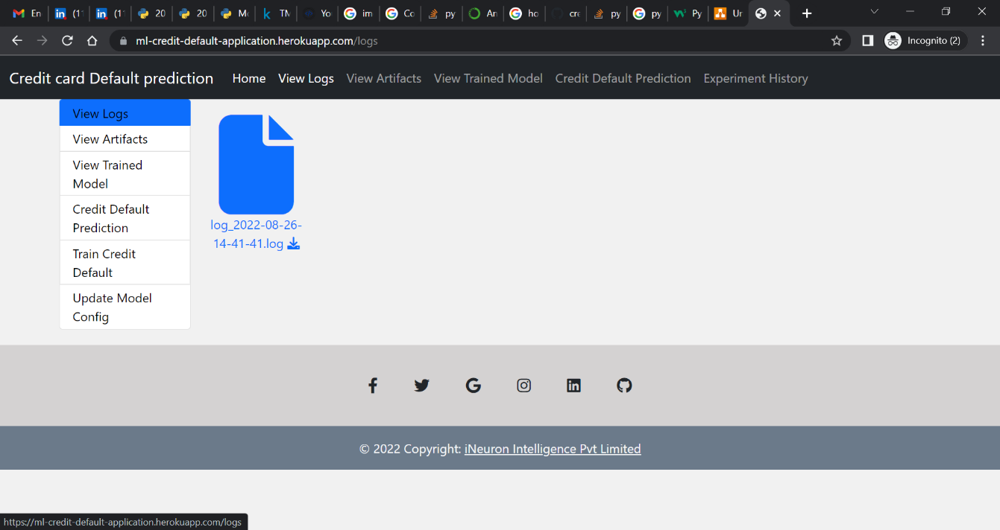 En
(1
(1
20
20
Me
TM
Yo
im
Co
py
An
ho
cre
py
py
Py
Ur
ml-credit-default-application.herokuapp.com/logs
Incognito (2)
Credit card Default prediction
Home
View Logs
View Artifacts
View Trained Model
Credit Default Prediction
Experiment History
View Logs
View Artifacts
View Trained
Model
Credit Default
Prediction
Train Credit
Default
Update Model
Config
log_2022-08-26-
14-41-41.log
© 2022 Copyright: iNeuron Intelligence Pvt Limited
https://ml-credit-default-application.herokuapp.com/logs